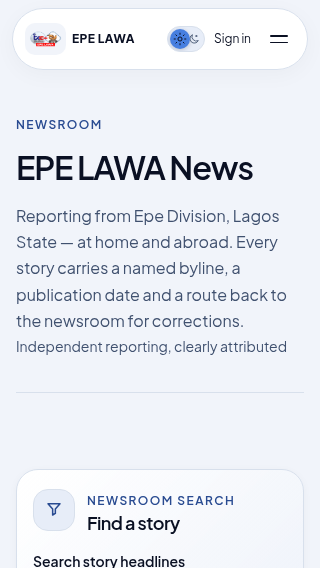 EPE LAWA
Sign in
NEWSROOM
EPE LAWA News
Reporting from Epe Division, Lagos
State — at home and abroad. Every
story carries a named byline, a
publication date and a route back to
the newsroom for corrections.
Independent reporting, clearly attributed
NEWSROOM SEARCH
Find a story
Search story headlines